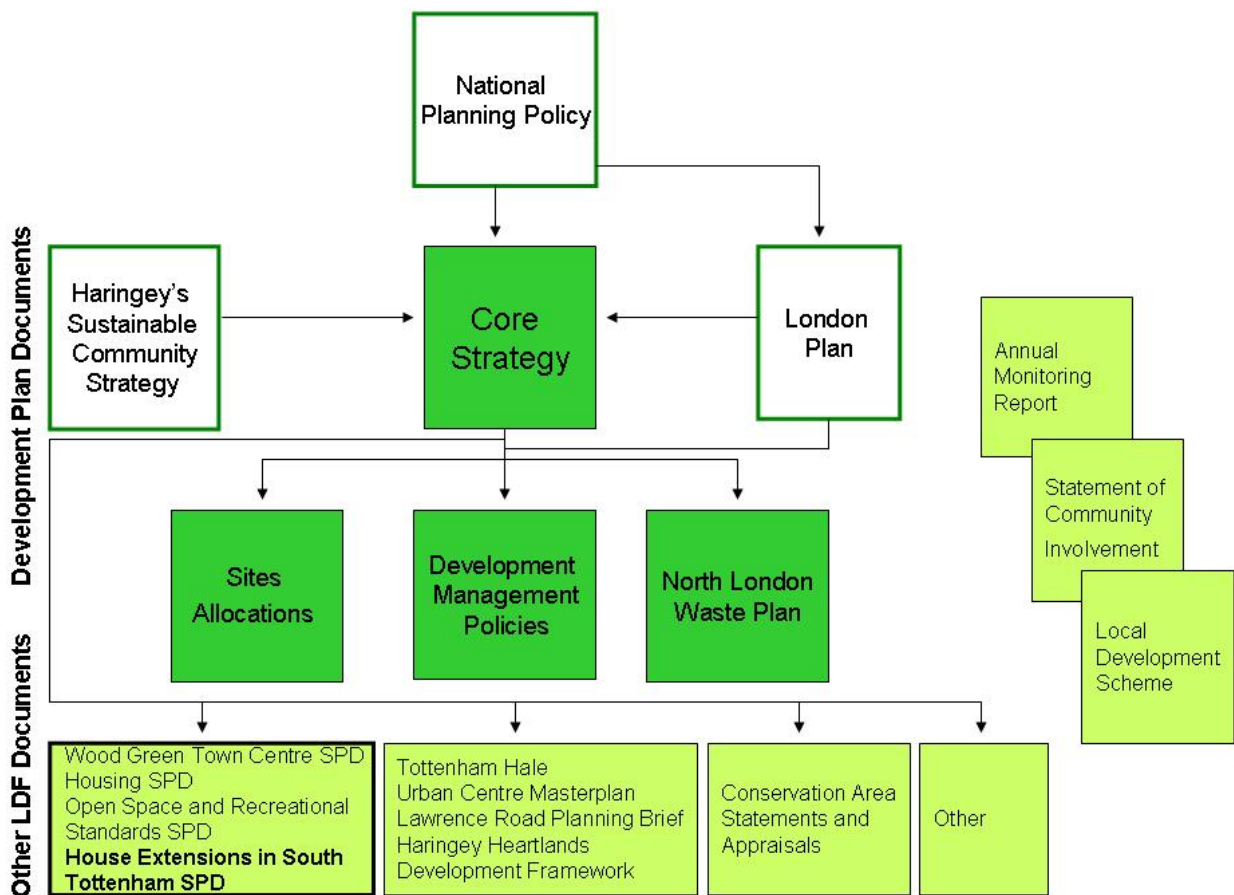 National
Planning Policy
Haringey's
Sustainable
Community
Strategy
Core
Strategy
London
Plan
Annual
Monitoring
Report
Statement of
Community
Involvement
Local
Development
Scheme
Development Plan Documents
Sites
Allocations
Development
Management
Policies
North London
Waste Plan
Other LDF Documents
Wood Green Town Centre SPD
Housing SPD
Open Space and Recreational
Standards SPD
House Extensions in South
Tottenham SPD
Tottenham Hale
Urban Centre Masterplan
Lawrence Road Planning Brief
Haringey Heartlands
Development Framework
Conservation Area
Statements and
Appraisals
Other